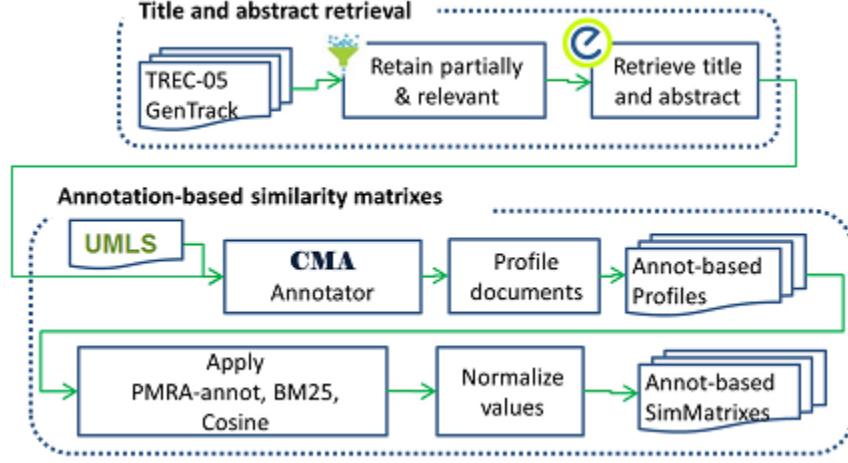 Title and abstract retrieval
TREC-05
GenTrack
Retain partially
& relevant
e
Retrieve title
and abstract
Annotation-based similarity matrixes
UMLS
CMA
Annotator
Profile
documents
Annot-based
Profiles
Apply
PMRA-annot, BM25,
Cosine
Normalize
values
Annot-based
SimMatrixes